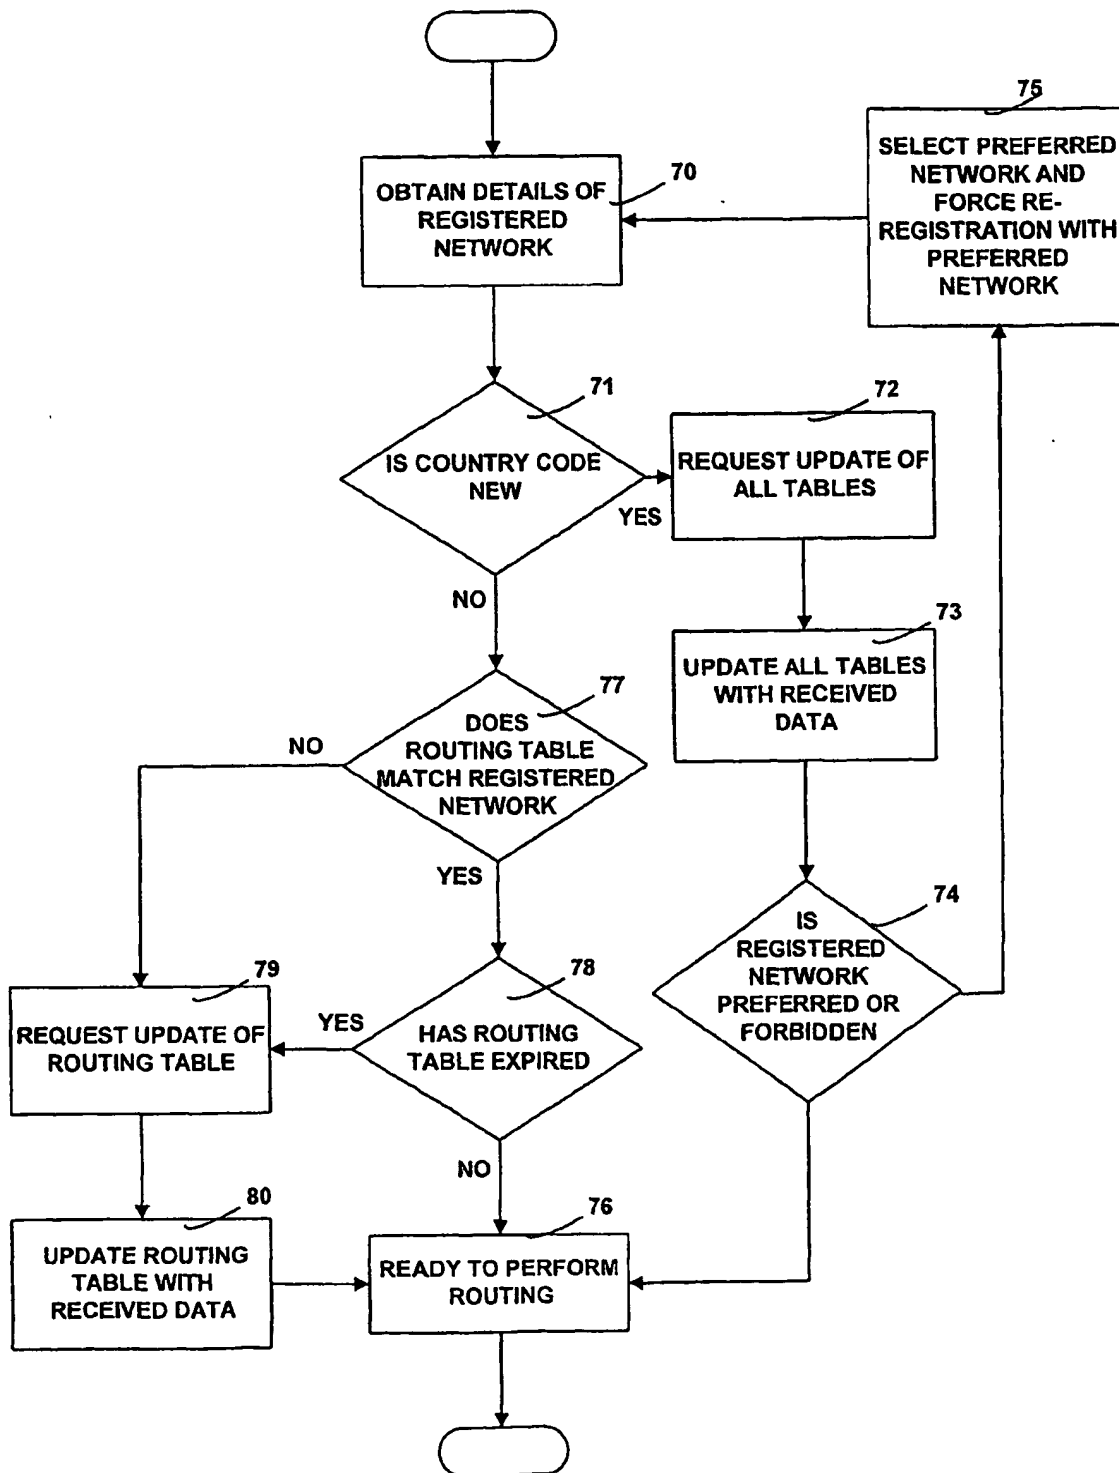 75
SELECT PREFERRED
NETWORK AND
FORCE RE-
REGISTRATION WITH
PREFERRED
NETWORK
70
OBTAIN DETAILS OF
REGISTERED
NETWORK
71
IS COUNTRY CODE
NEW
YES
NO
72
REQUEST UPDATE OF
ALL TABLES
73
UPDATE ALL TABLES
WITH RECEIVED
DATA
77
DOES
ROUTING TABLE
MATCH REGISTERED
NETWORK
NO
YES
74
IS
REGISTERED
NETWORK
PREFERRED OR
FORBIDDEN
79
REQUEST UPDATE OF
ROUTING TABLE
YES
78
HAS ROUTING
TABLE EXPIRED
NO
80
UPDATE ROUTING
TABLE WITH
RECEIVED DATA
76
READY TO PERFORM
ROUTING